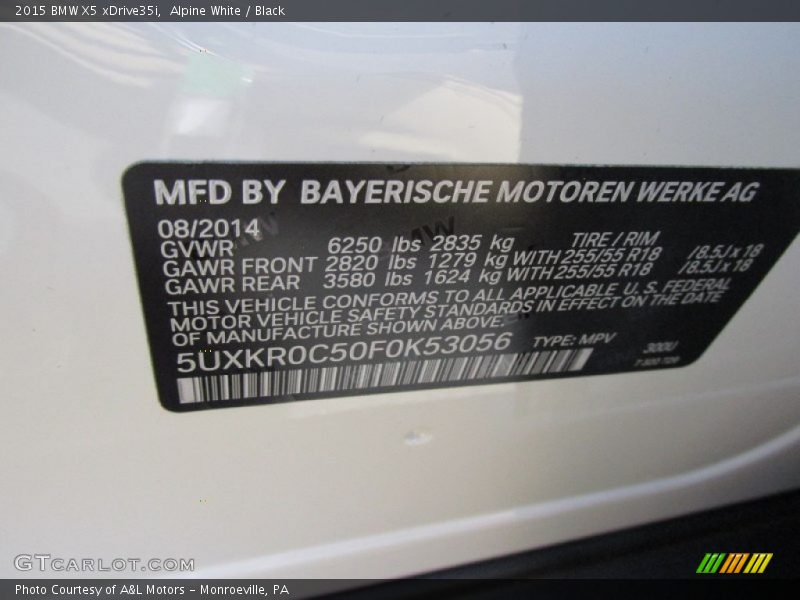 2015 BMW X5 xDrive35i, Alpine White / Black
MFD BY BAYERISCHE MOTOREN WERKE AG
08/2014
GVWR 6250 lbs 2835 kg TIRE / RIM
GAWR FRONT 2820 lbs 1279 kg WITH 255/55 R18 /8.5J x 18
GAWR REAR 3580 lbs 1624 kg WITH 255/55 R18 /8.5J x 18
THIS VEHICLE CONFORMS TO ALL APPLICABLE U.S. FEDERAL
MOTOR VEHICLE SAFETY STANDARDS IN EFFECT ON THE DATE
OF MANUFACTURE SHOWN ABOVE.
5UXKR0C50F0K53056 TYPE: MPV 300U
GTCARLOT.COM
Photo Courtesy of A&L Motors - Monroeville, PA